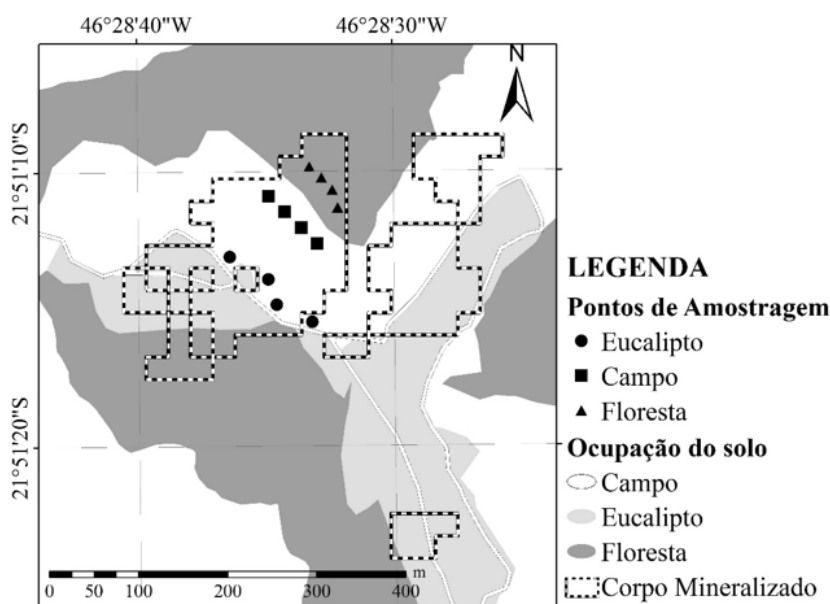 46°28'40"W
46°28'30"W
N
21°51'10"S
21°51'20"S
LEGENDA
Pontos de Amostragem
Eucalipto
Campo
Floresta
Ocupação do solo
Campo
Eucalipto
Floresta
Corpo Mineralizado
m
0 50 100 200 300 400